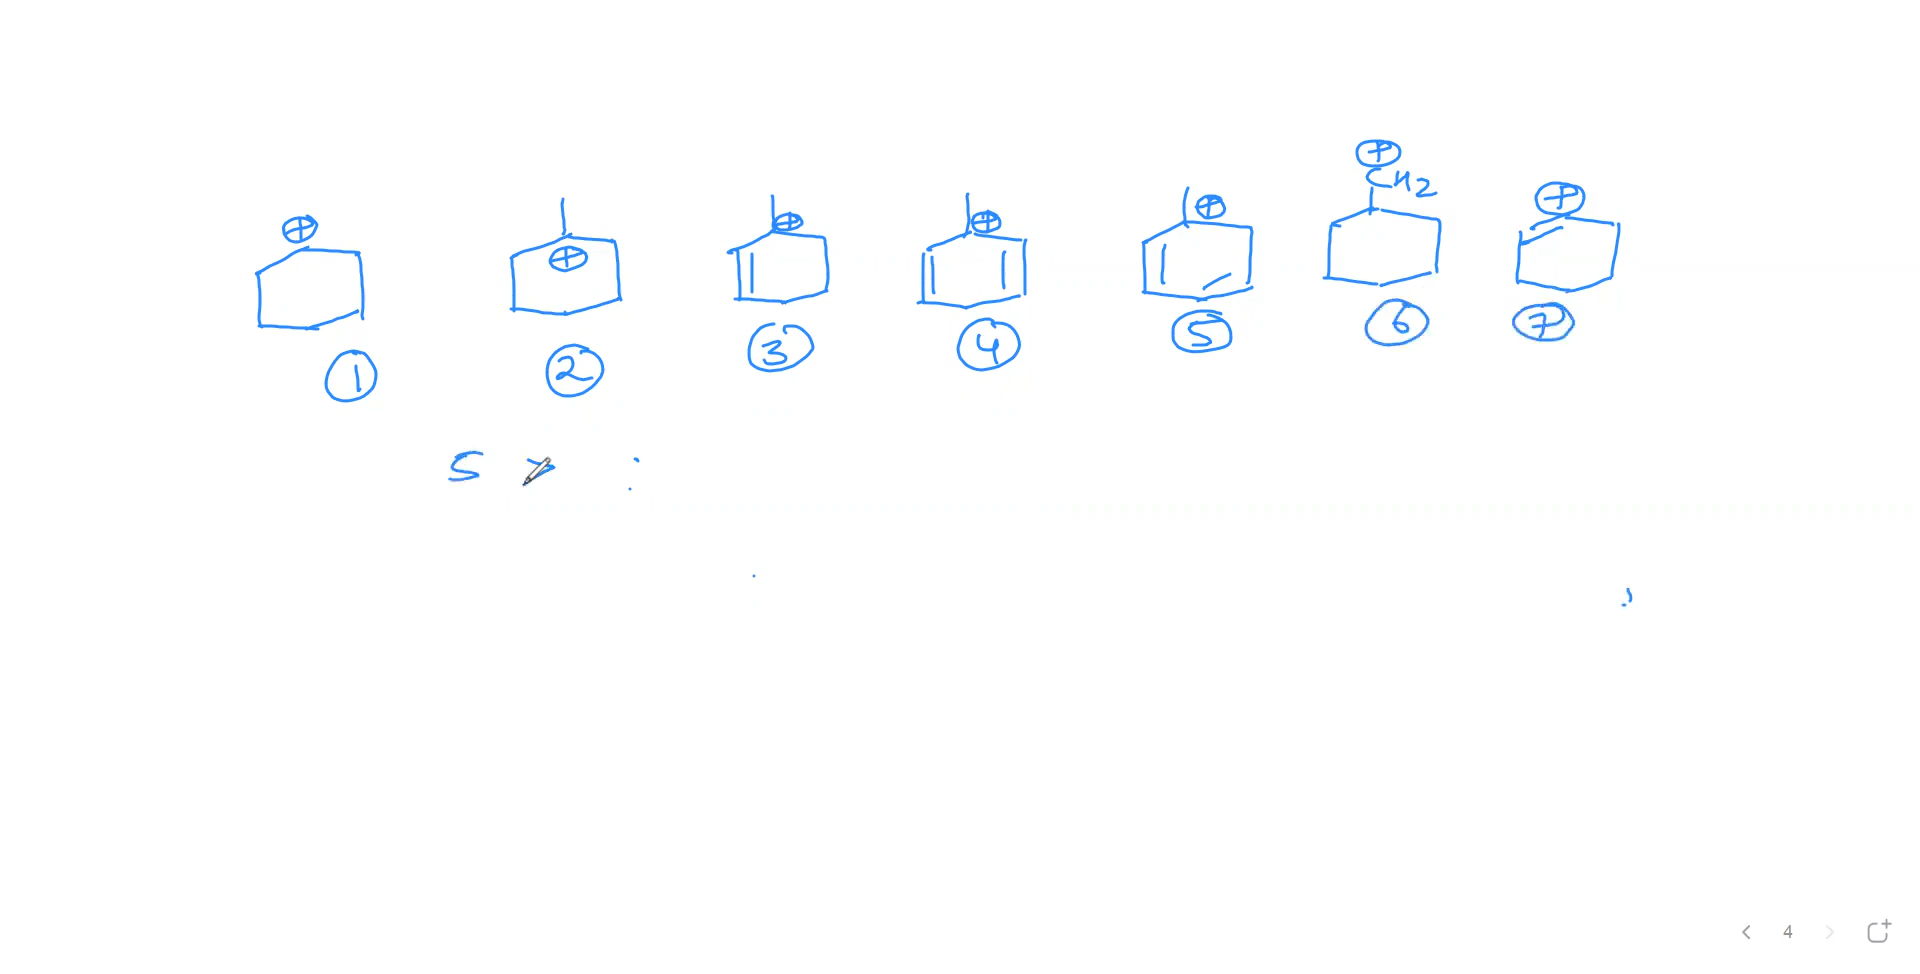 ⊕
CH2
⊕ ⊕ ⊕ ⊕ ⊕ ⊕
① ② ③ ④ ⑤ ⑥ ⑦
5 >
4